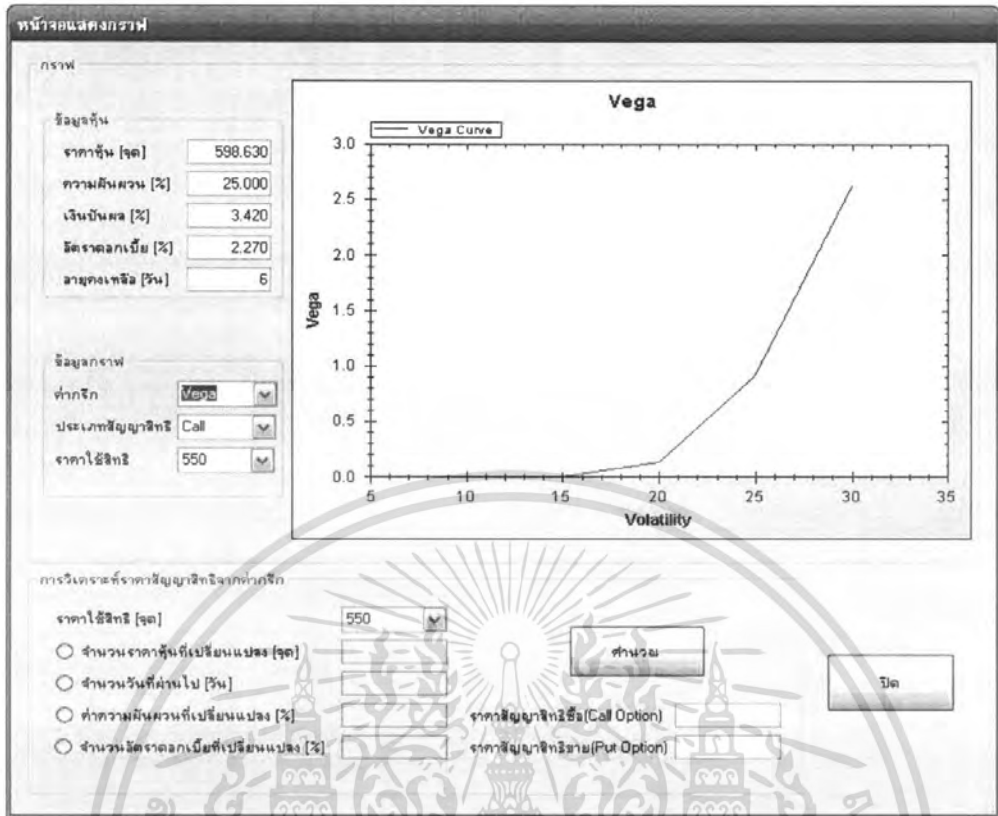 หน้าจอแสดงกราฟ
กราฟ
ข้อมูลหุ้น
ราคาหุ้น [จุด] 598.630
ความผันผวน [%] 25.000
เงินปันผล [%] 3.420
อัตราดอกเบี้ย [%] 2.270
อายุคงเหลือ [วัน] 6
ข้อมูลกราฟ
ค่ากรีก Vega
ประเภทสัญญาสิทธิ Call
ราคาใช้สิทธิ 550
Vega
Vega Curve
3.0
2.5
2.0
1.5
1.0
0.5
0.0
Vega
5 10 15 20 25 30 35
Volatility
การวิเคราะห์ราคาสัญญาสิทธิจากค่ากรีก
ราคาใช้สิทธิ [จุด] 550
จำนวนราคาหุ้นที่เปลี่ยนแปลง [จุด]
คำนวณ
จำนวนวันที่ผ่านไป [วัน]
ปิด
ค่าความผันผวนที่เปลี่ยนแปลง [%] ราคาสัญญาสิทธิซื้อ(Call Option)
จำนวนอัตราดอกเบี้ยที่เปลี่ยนแปลง [%] ราคาสัญญาสิทธิขาย(Put Option)